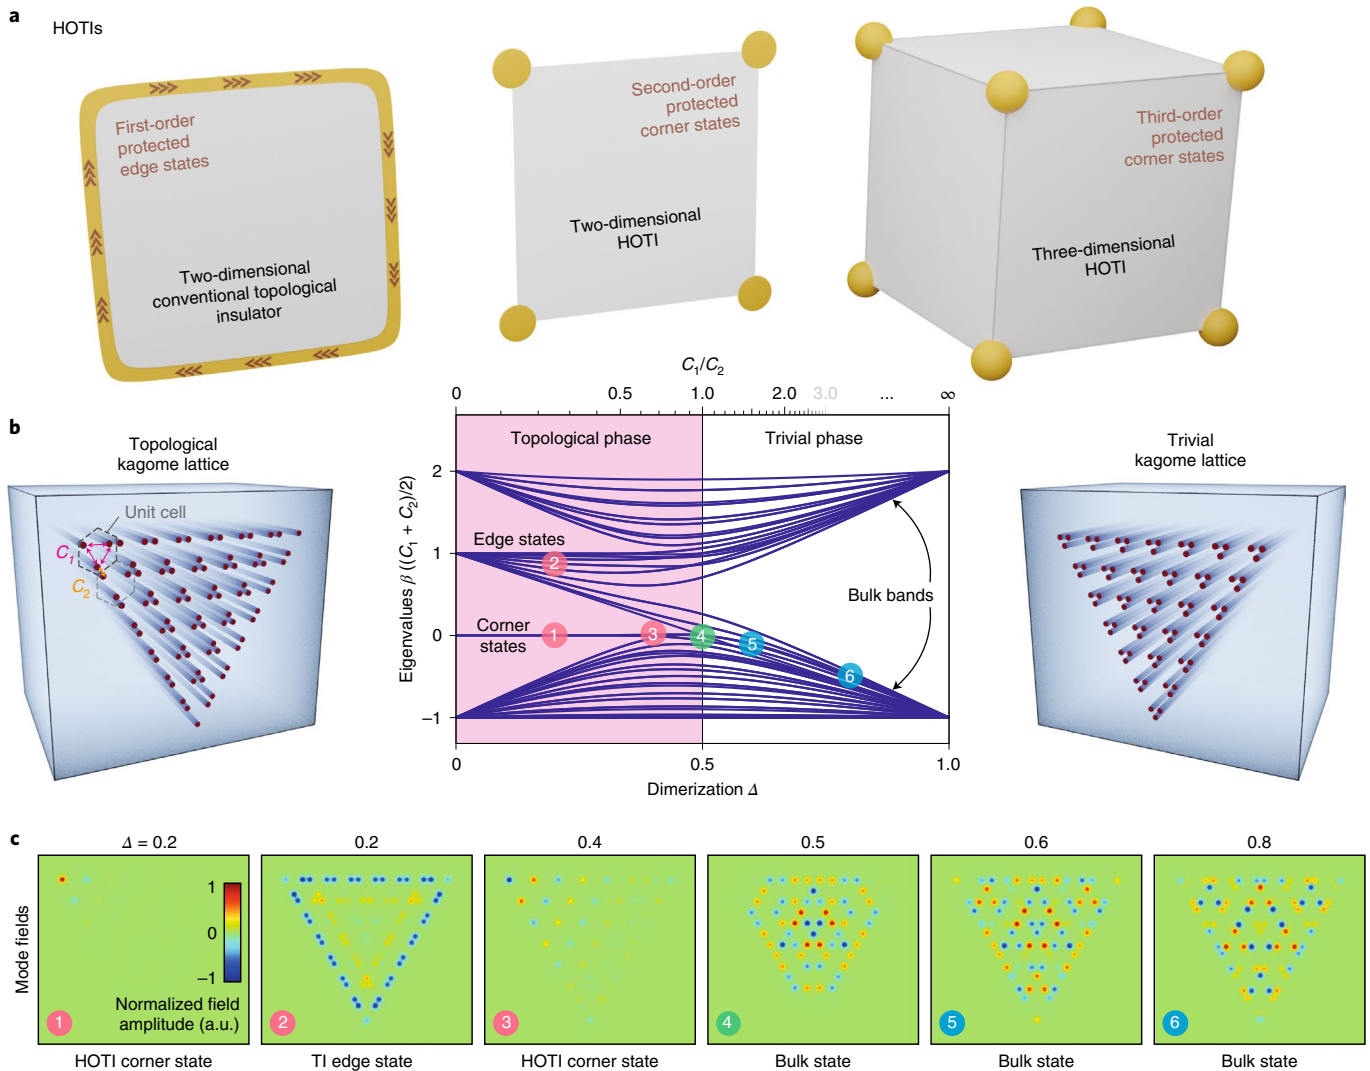 a
HOTIs
First-order
protected
edge states
Two-dimensional
conventional topological
insulator
Second-order
protected
corner states
Two-dimensional
HOTI
Third-order
protected
corner states
Three-dimensional
HOTI
b
Topological
kagome lattice
Unit cell
C1
C2
C1/C2
0 0.5 1.0 2.0 3.0 ... ∞
Topological phase Trivial phase
Eigenvalues β ((C1 + C2)/2)
2
1
0
−1
Edge states
2
Corner
states
1 3 4 5 6
Bulk bands
0 0.5 1.0
Dimerization Δ
Trivial
kagome lattice
c
Δ = 0.2 0.2 0.4 0.5 0.6 0.8
Mode fields
1
0
−1
Normalized field
amplitude (a.u.)
1 2 3 4 5 6
HOTI corner state TI edge state HOTI corner state Bulk state Bulk state Bulk state